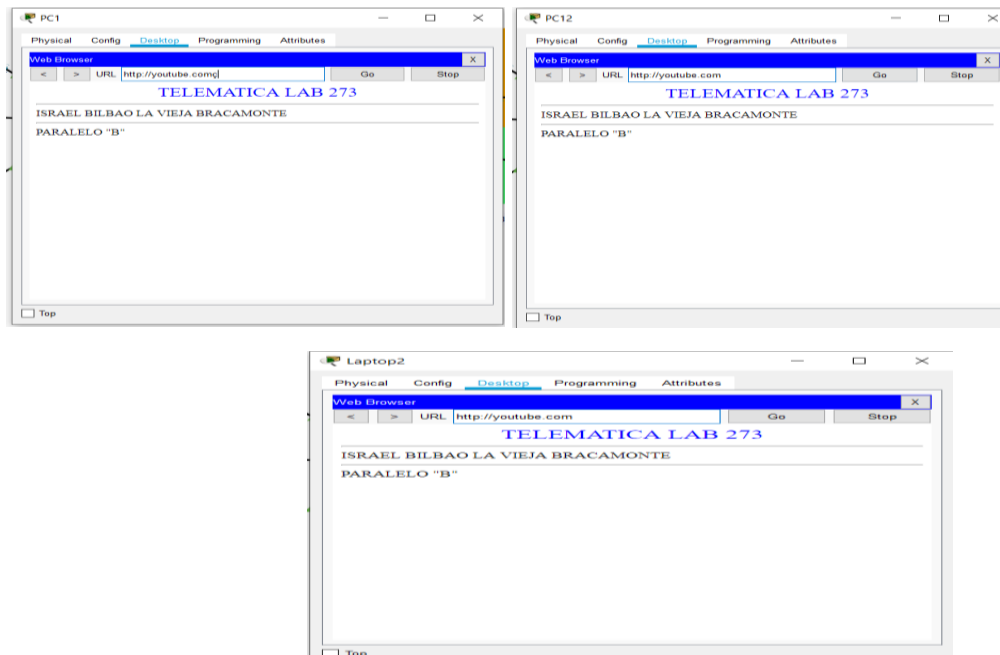 PC1
Physical Config Desktop Programming Attributes
Web Browser X
< > URL http://youtube.comç Go Stop
TELEMATICA LAB 273
ISRAEL BILBAO LA VIEJA BRACAMONTE
PARALELO "B"
Top
PC12
Physical Config Desktop Programming Attributes
Web Browser X
< > URL http://youtube.com Go Stop
TELEMATICA LAB 273
ISRAEL BILBAO LA VIEJA BRACAMONTE
PARALELO "B"
Top
Laptop2
Physical Config Desktop Programming Attributes
Web Browser X
< > URL http://youtube.com Go Stop
TELEMATICA LAB 273
ISRAEL BILBAO LA VIEJA BRACAMONTE
PARALELO "B"
Top